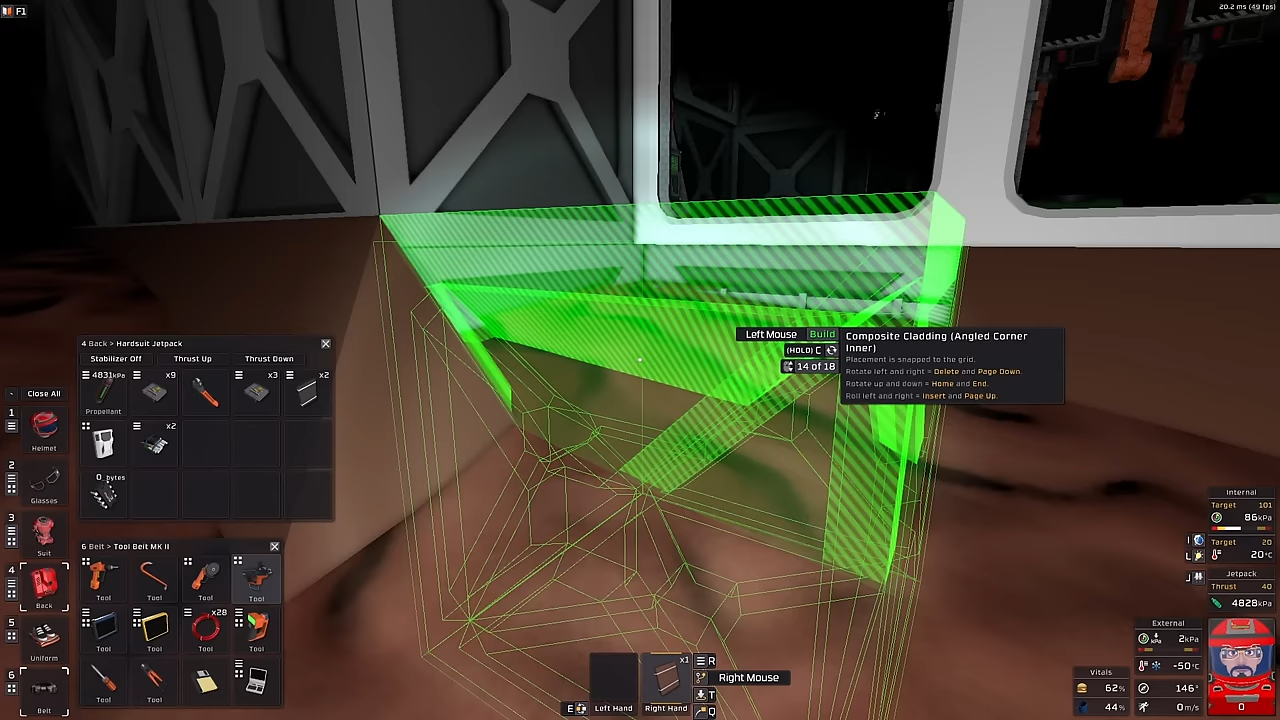 F1
20.2 ms (49 fps)
4 Back > Hardsuit Jetpack
Stabilizer Off
Thrust Up
Thrust Down
4831kPa
x9
x3
x2
Propellant
x2
0 bytes
Close All
1
Helmet
2
Glasses
3
Suit
4
Back
5
Uniform
6
Belt
6 Belt > Tool Belt MK II
Tool
Tool
Tool
Tool
Tool
Tool
x28
Tool
Tool
Tool
Tool
Left Mouse
Build
(HOLD) C
14 of 18
Composite Cladding (Angled Corner
Inner)
Placement is snapped to the grid.
Rotate left and right = Delete and Page Down.
Rotate up and down = Home and End.
Roll left and right = Insert and Page Up.
E
Left Hand
x1
Right Hand
R
Right Mouse
T
Q
Internal
Target 101
86kPa
Target 20
20°C
I
L
J
Jetpack
Thrust 40
4828kPa
External
kPa
2kPa
-50°C
146°
0m/s
Vitals
62%
44%
0